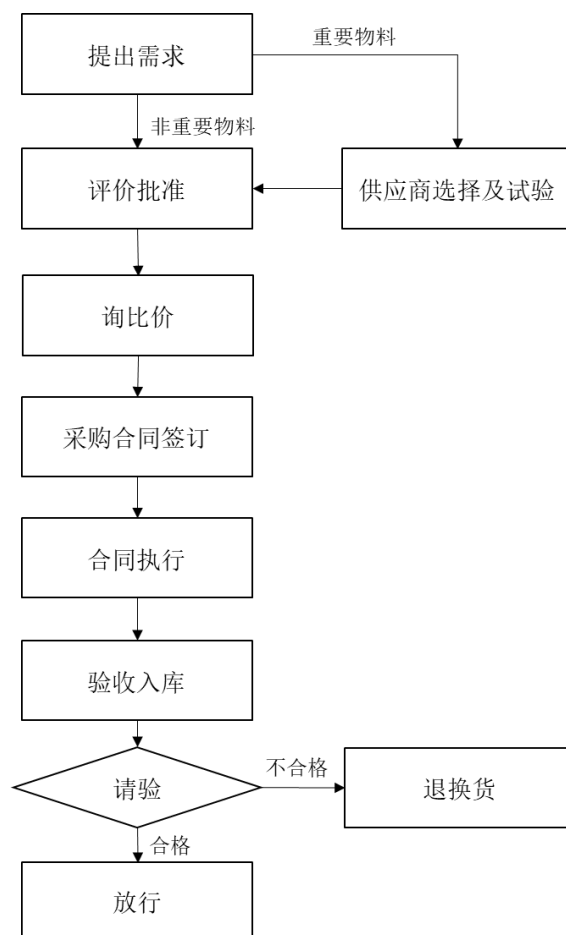 提出需求
重要物料
非重要物料
评价批准
供应商选择及试验
询比价
采购合同签订
合同执行
验收入库
请验
不合格
退换货
合格
放行